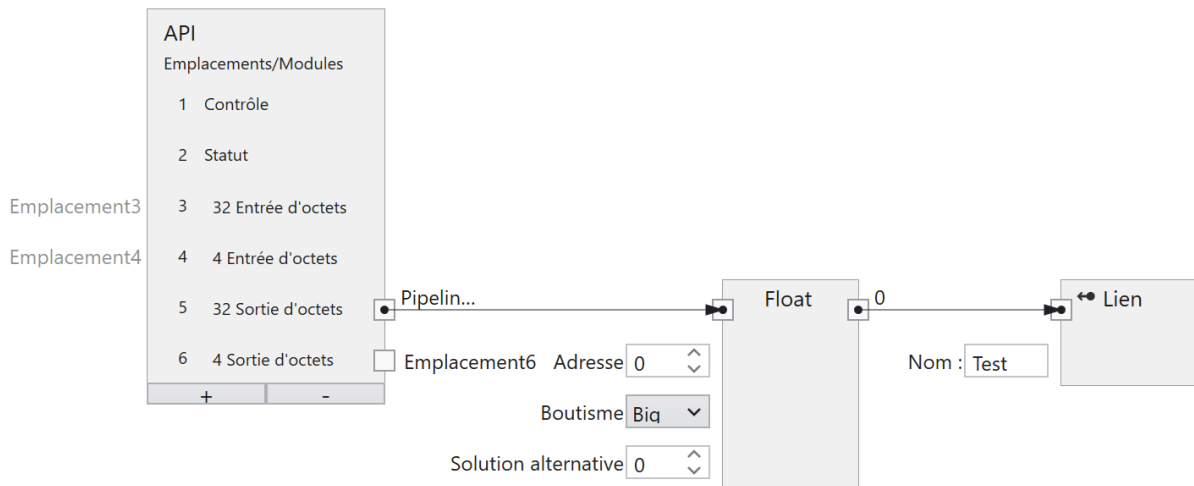 API
Emplacements/Modules
1 Contrôle
2 Statut
Emplacement3 3 32 Entrée d'octets
Emplacement4 4 4 Entrée d'octets
5 32 Sortie d'octets Pipelin... Float 0 Lien
6 4 Sortie d'octets Emplacement6 Adresse 0 Nom : Test
+ -
Boutisme Big
Solution alternative 0